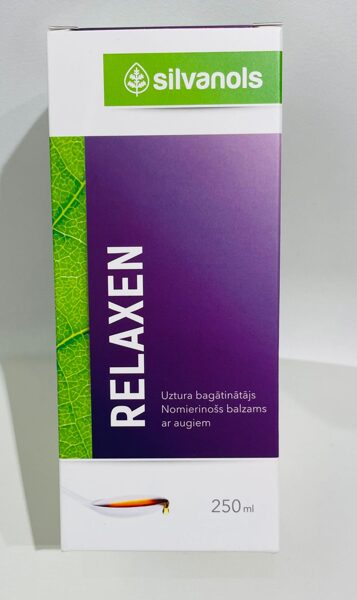 silvanols
RELAXEN
Uztura bagātinātājs
Nomierinošs balzams
ar augiem
250 ml